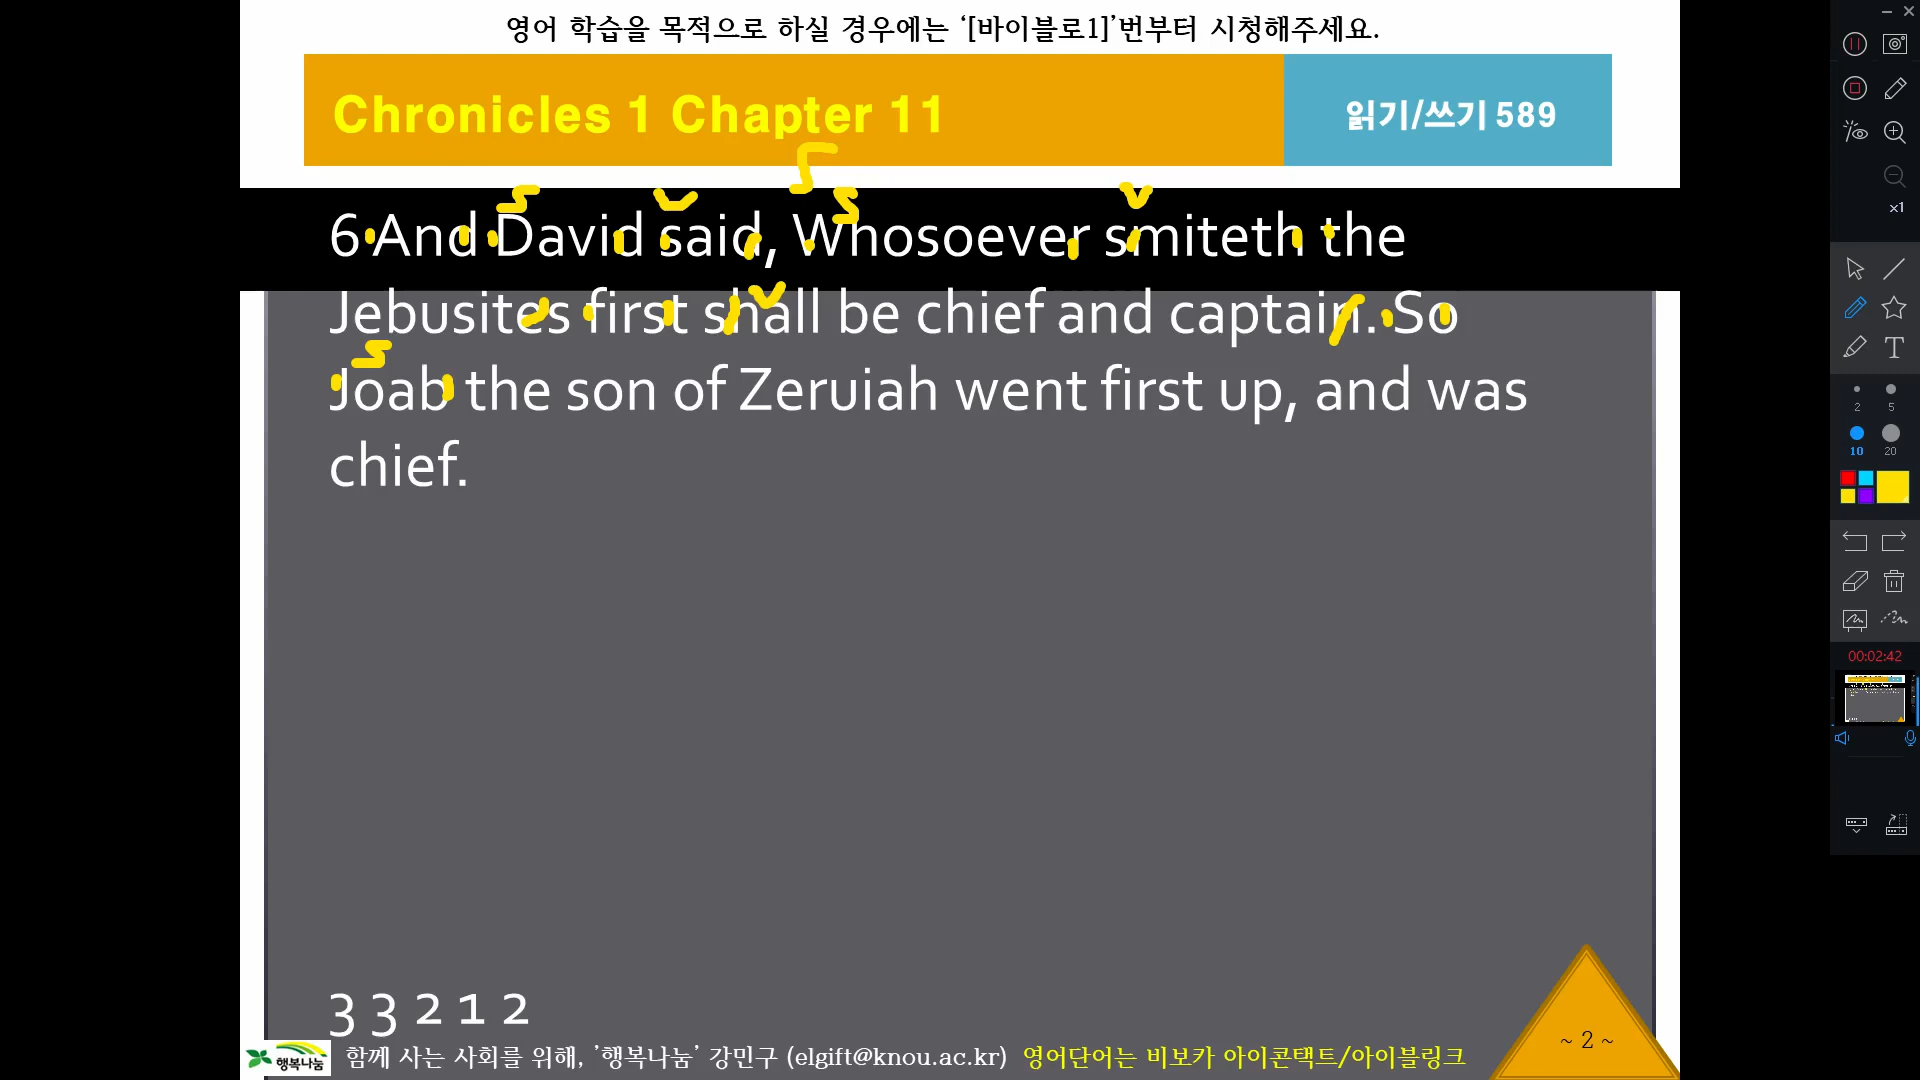 영어 학습을 목적으로 하실 경우에는 ‘[바이블로1]’번부터 시청해주세요.
Chronicles 1 Chapter 11
읽기/쓰기 589
6 And David said, Whosoever smiteth the
Jebusites first shall be chief and captain. So
Joab the son of Zeruiah went first up, and was
chief.
3 3 2 1 2
~ 2 ~
행복나눔 함께 사는 사회를 위해, ’행복나눔’ 강민구 (elgift@knou.ac.kr) 영어단어는 비보카 아이콘택트/아이블링크
x1
T
2 5
10 20
00:02:42